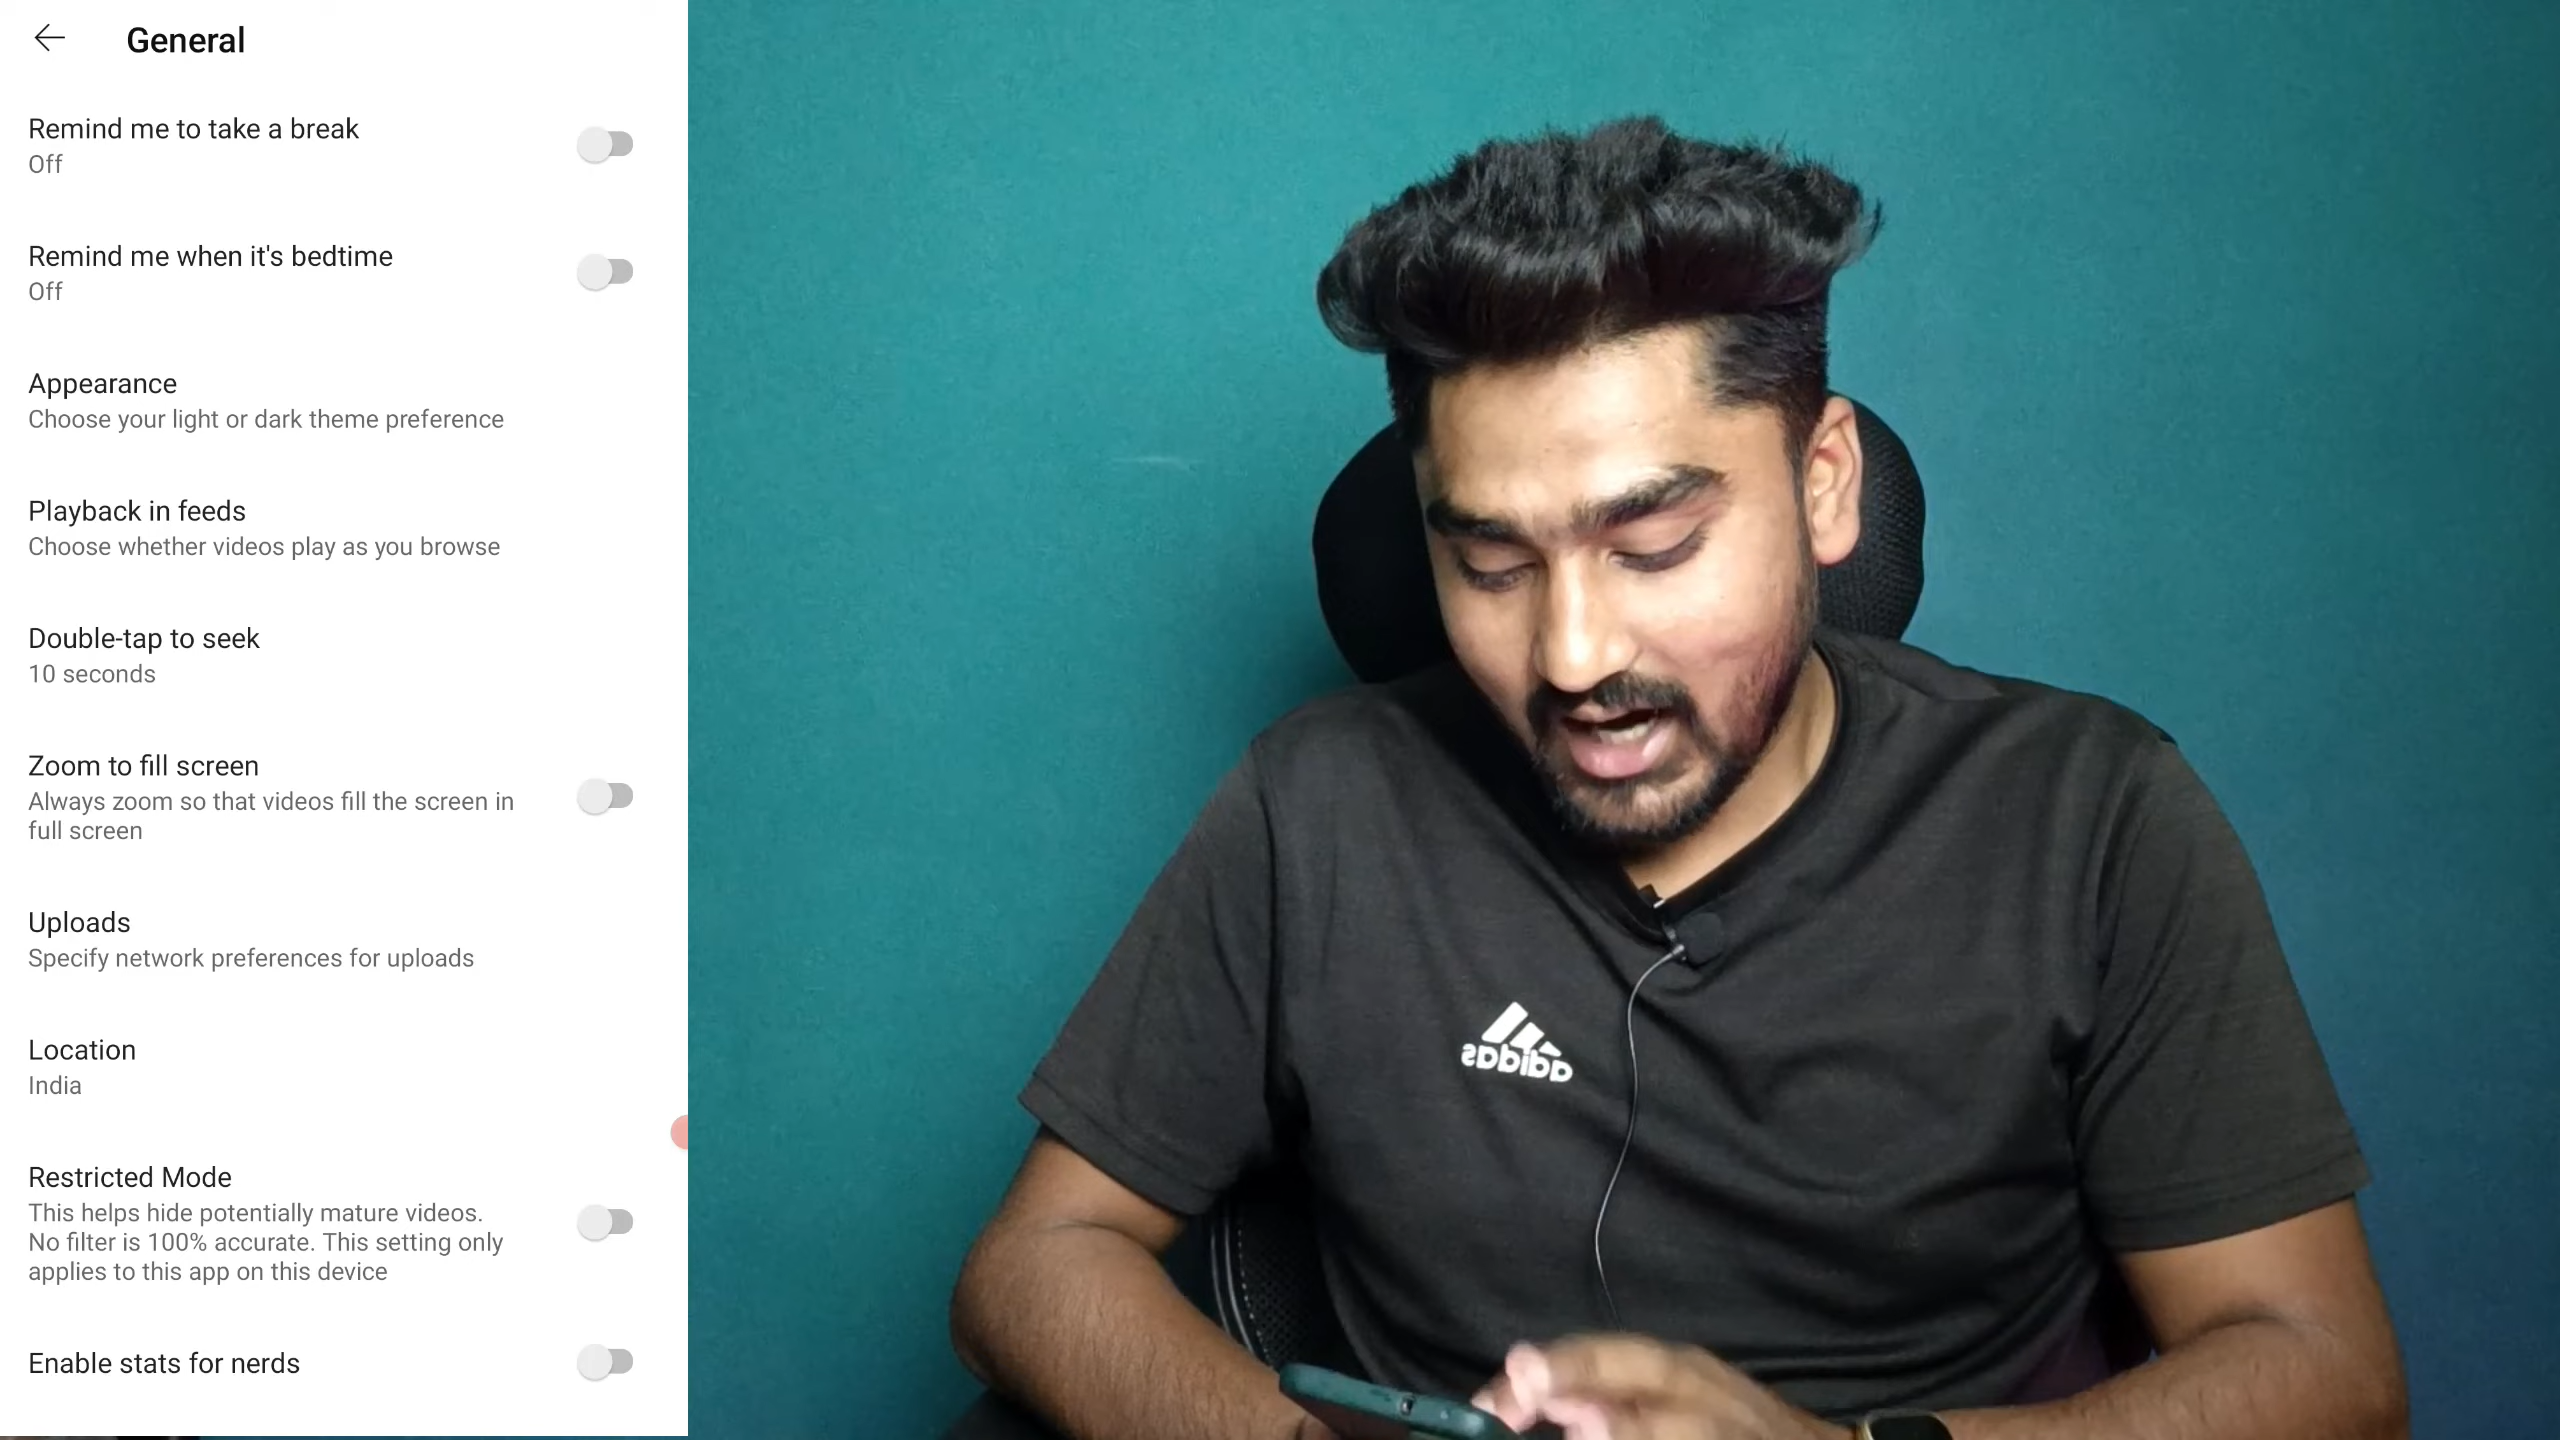 General
Remind me to take a break
Off
Remind me when it's bedtime
Off
Appearance
Choose your light or dark theme preference
Playback in feeds
Choose whether videos play as you browse
Double-tap to seek
10 seconds
Zoom to fill screen
Always zoom so that videos fill the screen in
full screen
Uploads
Specify network preferences for uploads
Location
India
Restricted Mode
This helps hide potentially mature videos.
No filter is 100% accurate. This setting only
applies to this app on this device
Enable stats for nerds
adidas